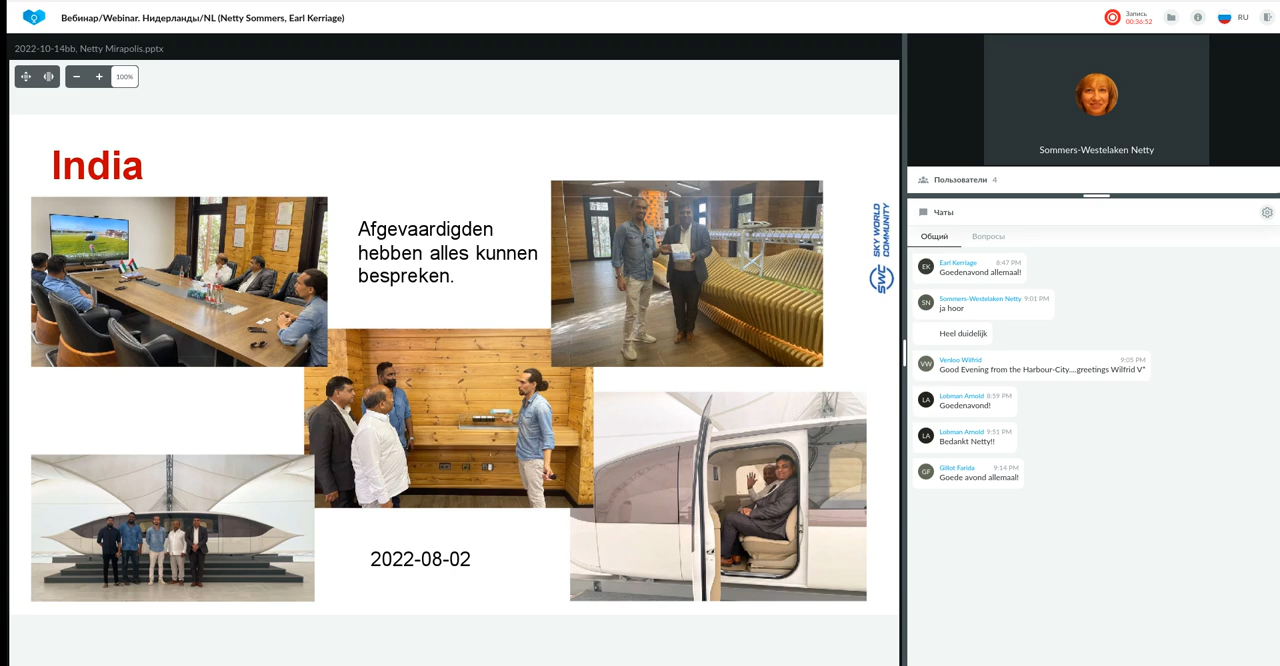 Вебинар/Webinar. Нидерланды/NL (Netty Sommers, Earl Kerriage)
Запись
00:36:52
RU
2022-10-14bb, Netty Mirapolis.pptx
100%
India
Afgevaardigden
hebben alles kunnen
bespreken.
SWC SKY WORLD
COMMUNITY
2022-08-02
Sommers-Westelaken Netty
Пользователи 4
Чаты
Общий Вопросы
EK
Earl Kerriage 8:47 PM
Goedenavond allemaal!
SN
Sommers-Westelaken Netty 9:01 PM
ja hoor
Heel duidelijk
VW
Venloo Wilfrid 9:05 PM
Good Evening from the Harbour-City....greetings Wilfrid V"
LA
Lobman Arnold 8:59 PM
Goedenavond!
LA
Lobman Arnold 9:51 PM
Bedankt Netty!!
GF
Gillot Farida 9:14 PM
Goede avond allemaal!